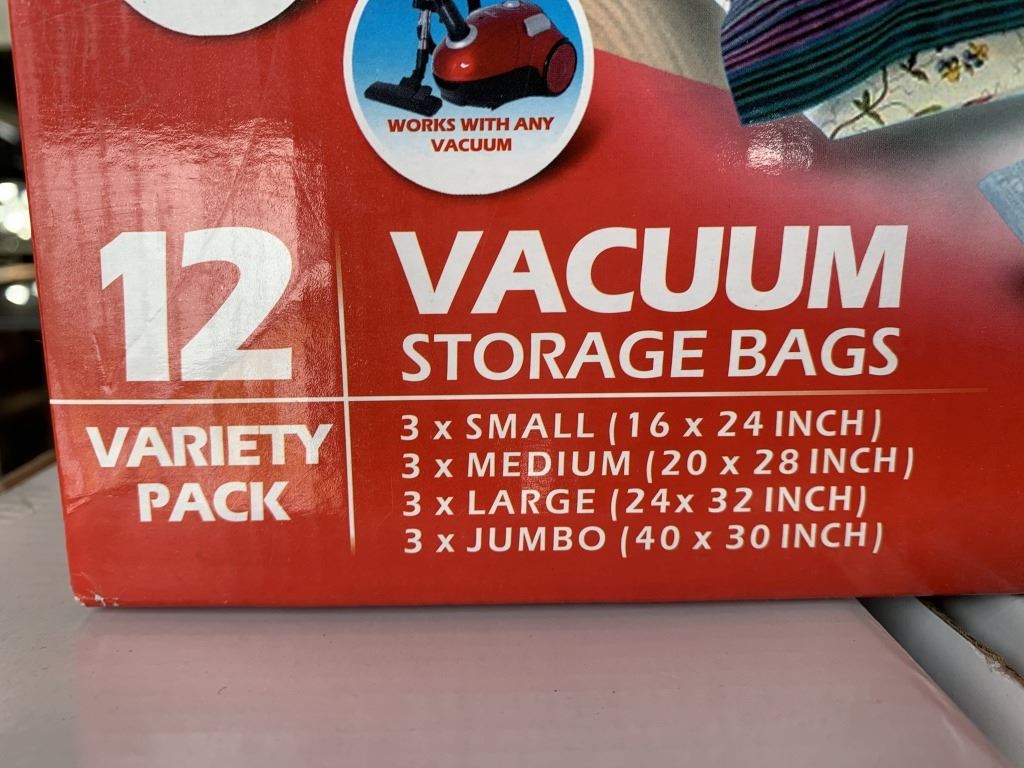 WORKS WITH ANY
VACUUM
12
VARIETY
PACK
VACUUM
STORAGE BAGS
3 x SMALL (16 x 24 INCH)
3 x MEDIUM (20 x 28 INCH)
3 x LARGE (24x 32 INCH)
3 x JUMBO (40 x 30 INCH)